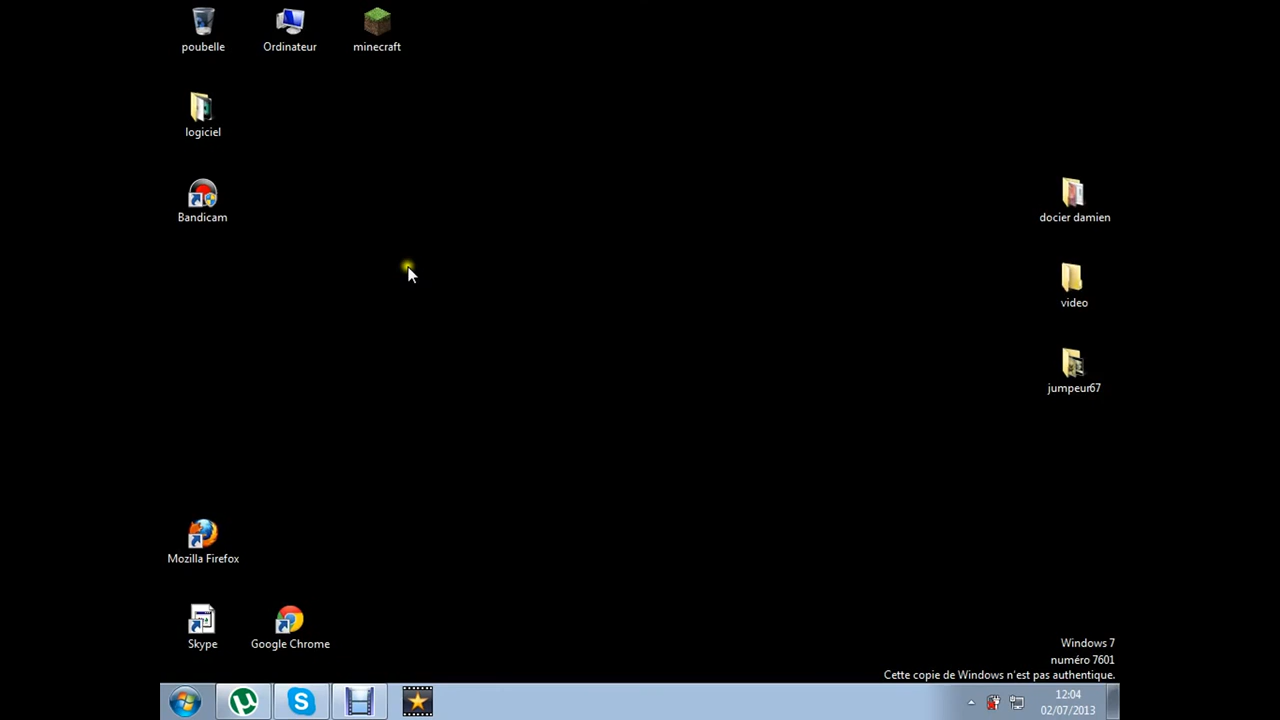 poubelle
Ordinateur
minecraft
logiciel
Bandicam
docier damien
video
jumpeur67
Mozilla Firefox
Skype
Google Chrome
Windows 7
numéro 7601
Cette copie de Windows n'est pas authentique.
12:04
02/07/2013